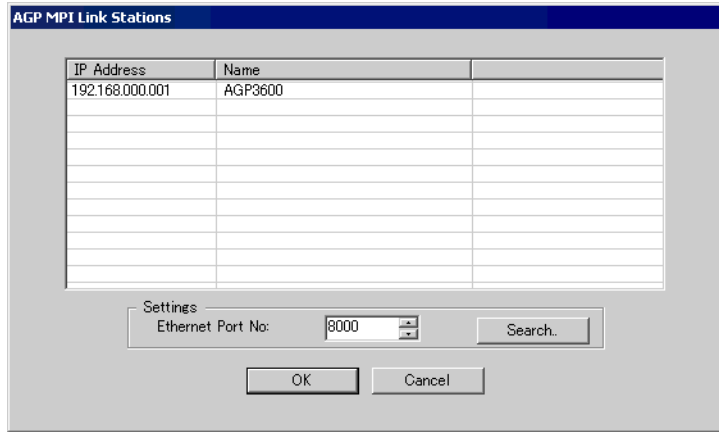 AGP MPI Link Stations
IP Address Name
192.168.000.001 AGP3600
Settings
Ethernet Port No: 8000 Search..
OK Cancel